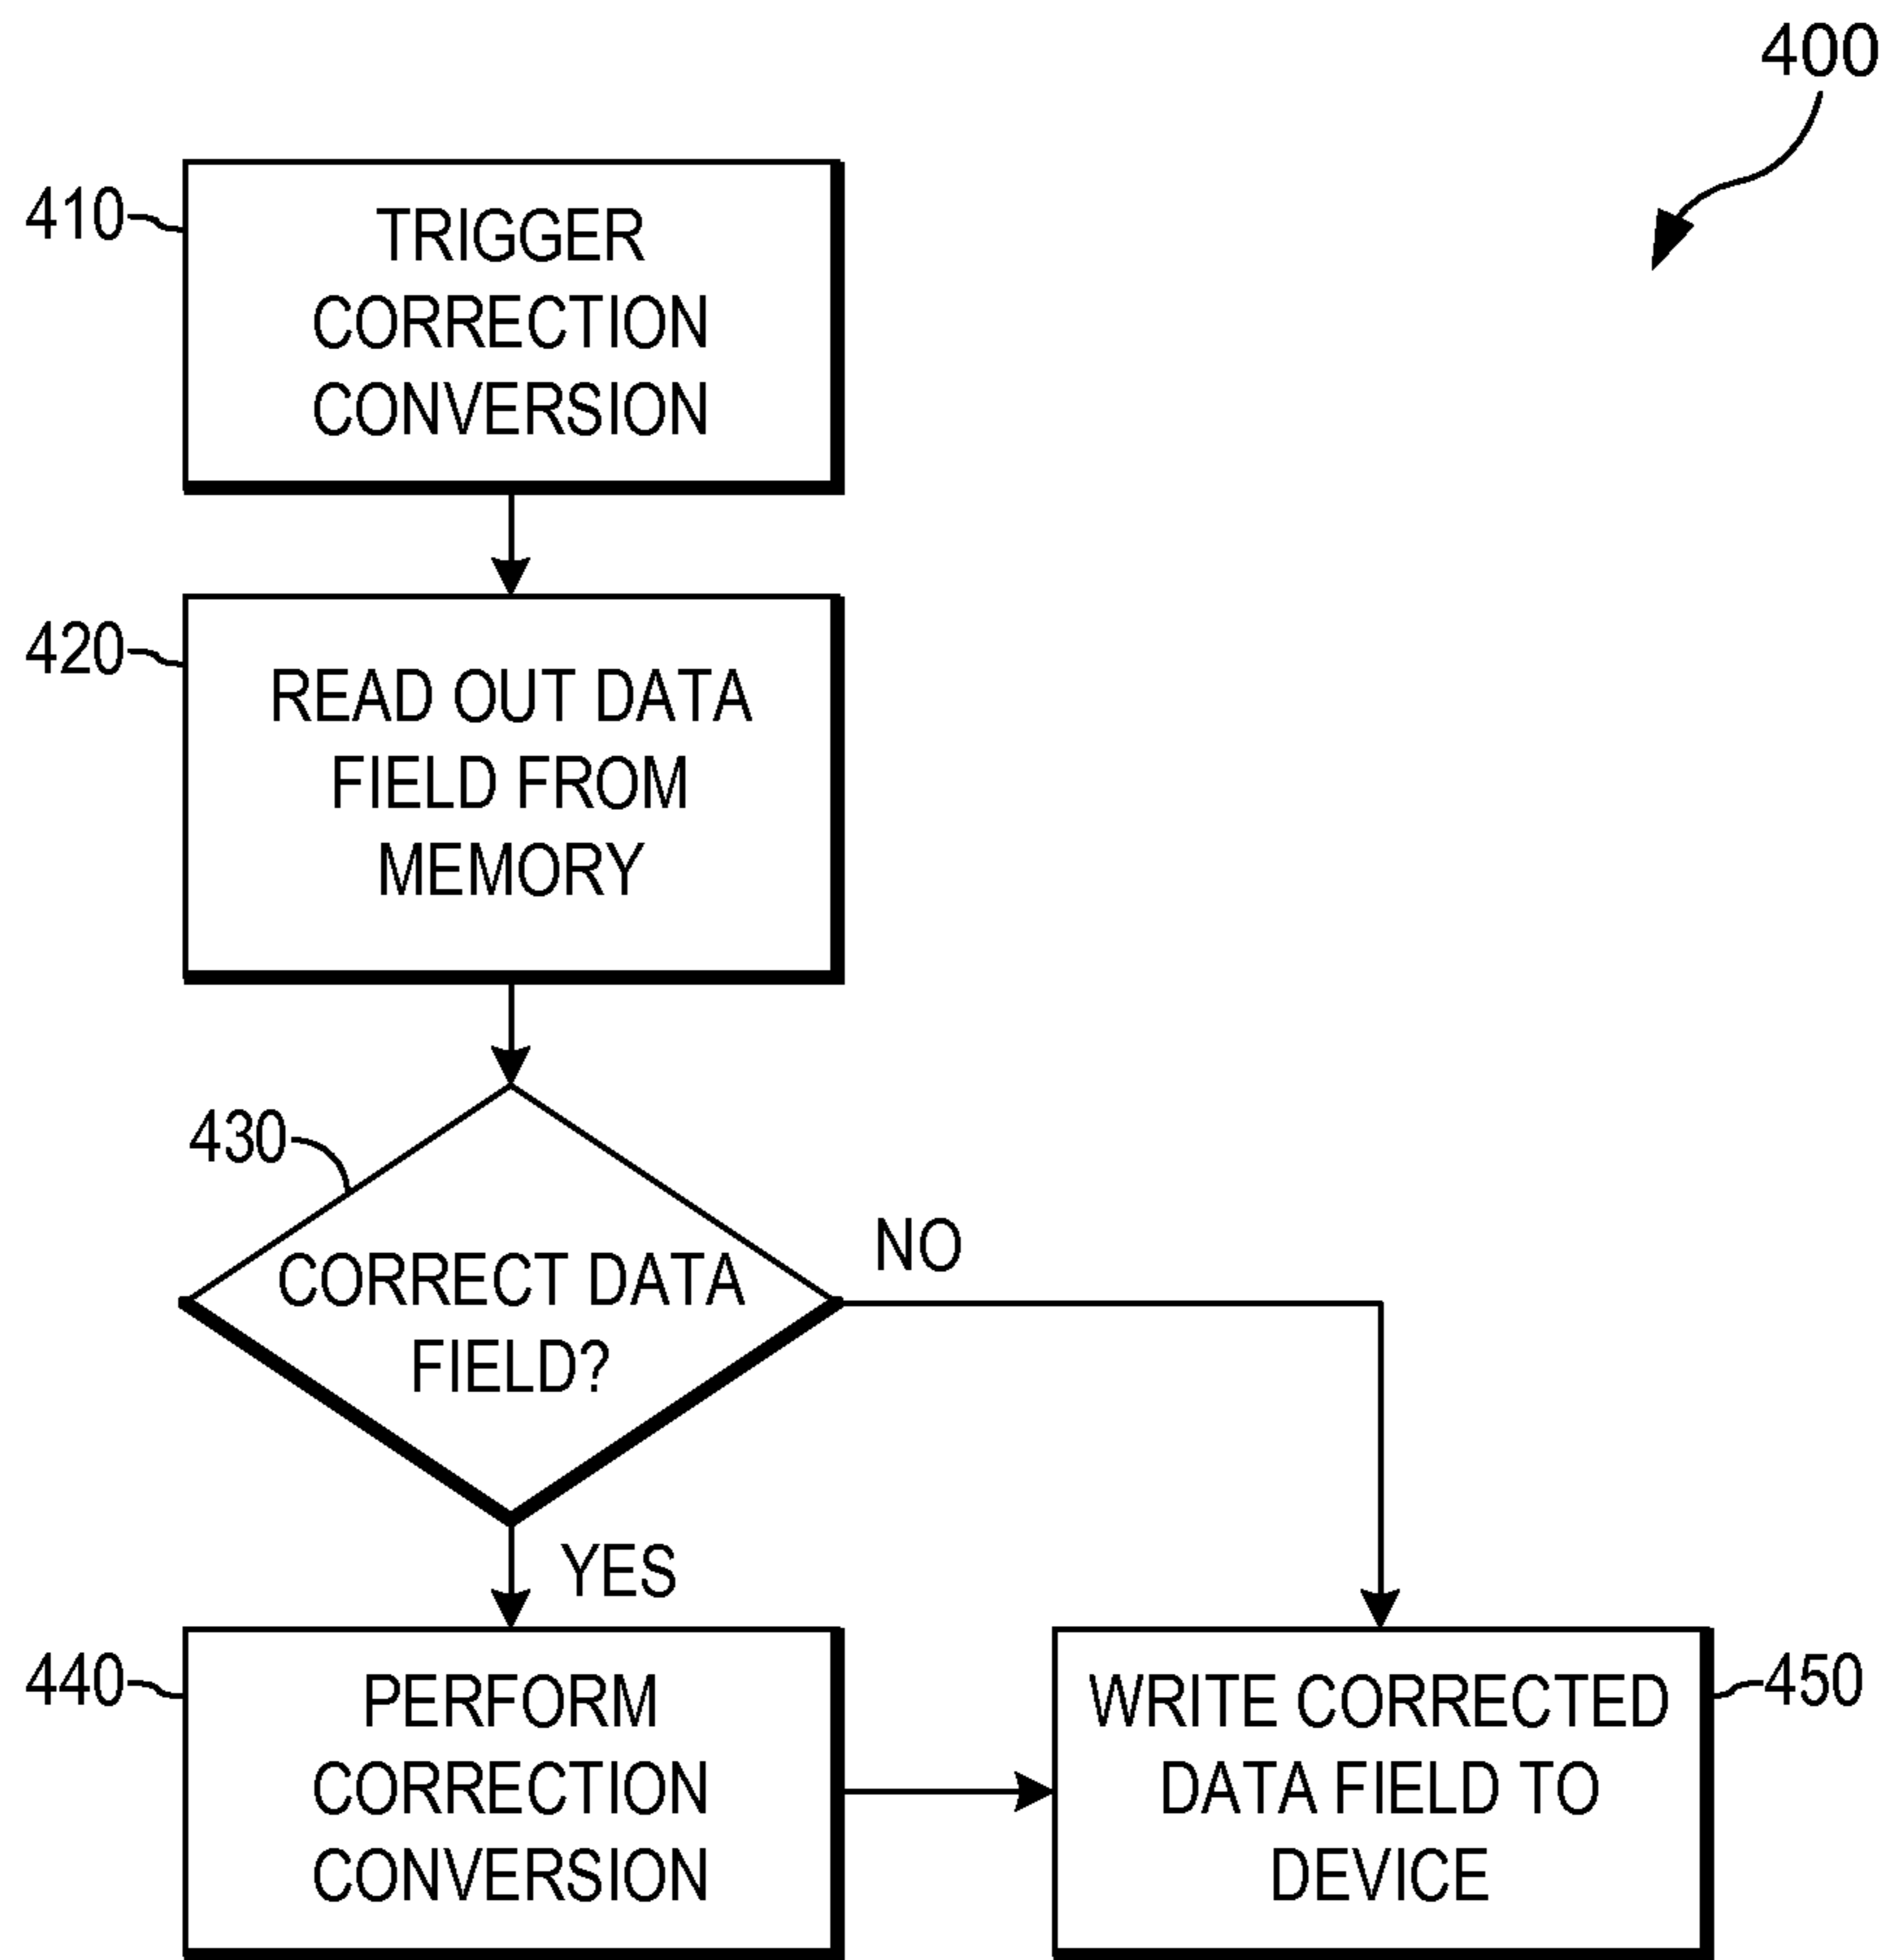 400
410
TRIGGER
CORRECTION
CONVERSION
420
READ OUT DATA
FIELD FROM
MEMORY
430
CORRECT DATA
FIELD?
NO
YES
440
PERFORM
CORRECTION
CONVERSION
WRITE CORRECTED
DATA FIELD TO
DEVICE
450